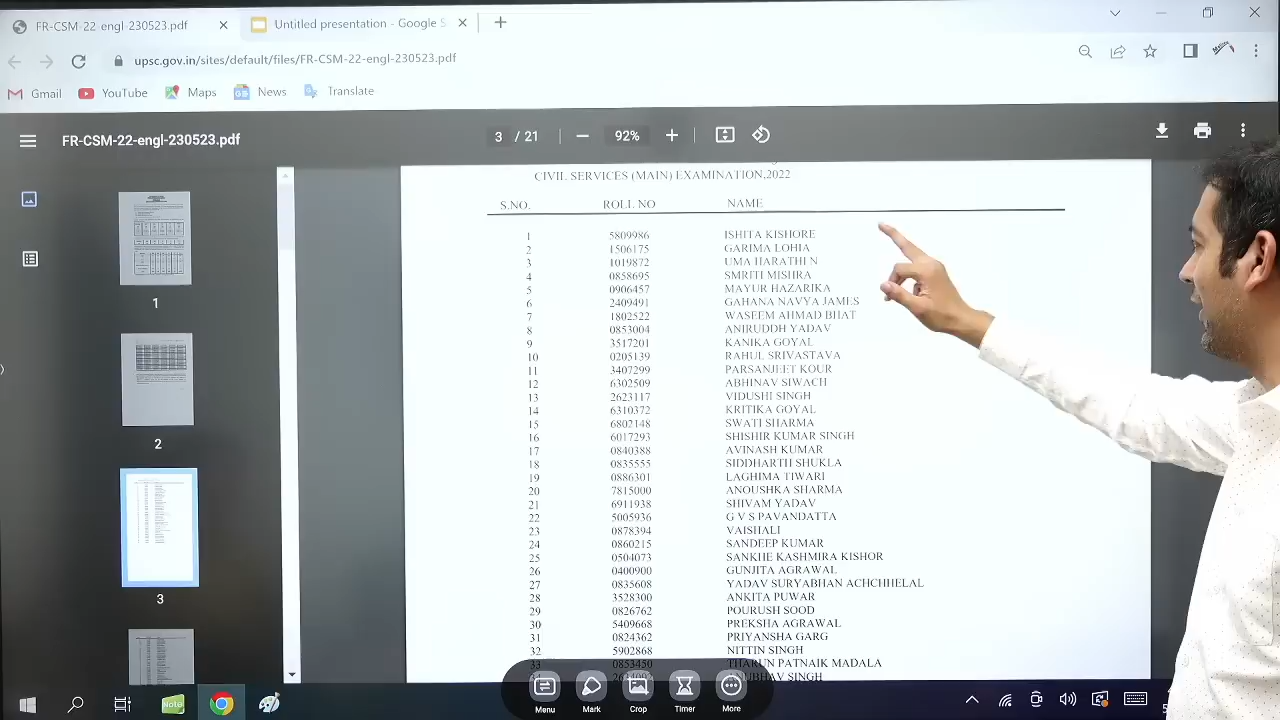 FR-CSM-22-engl-230523.pdf
Untitled presentation - Google S
upsc.gov.in/sites/default/files/FR-CSM-22-engl-230523.pdf
Gmail YouTube Maps News Translate
FR-CSM-22-engl-230523.pdf
3 / 21
92%
CIVIL SERVICES (MAIN) EXAMINATION,2022
S.NO. ROLL NO NAME
1 5809986 ISHITA KISHORE
2 1506175 GARIMA LOHIA
3 1019872 UMA HARATHI N
4 0858695 SMRITI MISHRA
5 0906457 MAYUR HAZARIKA
6 2409491 GAHANA NAVYA JAMES
7 1802522 WASEEM AHMAD BHAT
8 0853004 ANIRUDDH YADAV
9 3517201 KANIKA GOYAL
10 0205139 RAHUL SRIVASTAVA
11 3407299 PARSANJEET KOUR
12 6302509 ABHINAV SIWACH
13 2623117 VIDUSHI SINGH
14 6310372 KRITIKA GOYAL
15 6802148 SWATI SHARMA
16 6017293 SHISHIR KUMAR SINGH
17 0840388 AVINASH KUMAR
18 0835555 SIDDHARTH SHUKLA
19 0886301 LAGHIMA TIWARI
20 7815000 ANOUSHKA SHARMA
21 6911938 SHIVAM YADAV
22 5005936 G V S PAVANDATTA
23 0878394 VAISHALI
24 0860215 SANDEEP KUMAR
25 0504073 SANKHE KASHMIRA KISHOR
26 0400900 GUNJITA AGRAWAL
27 0835608 YADAV SURYABHAN ACHCHHELAL
28 3528300 ANKITA PUWAR
29 0826762 POURUSH SOOD
30 5409668 PREKSHA AGRAWAL
31 0824362 PRIYANSHA GARG
32 5902868 NITTIN SINGH
33 0853450 THARUN PATNAIK MADALA
SINGH
1
2
3
Menu Mark Crop Timer More
Note